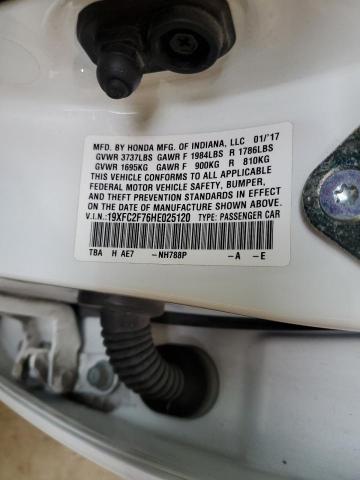 MFD. BY HONDA MFG. OF INDIANA, LLC 01/'17
GVWR 3737LBS GAWR F 1984LBS R 1786LBS
GVWR 1695KG GAWR F 900KG R 810KG
THIS VEHICLE CONFORMS TO ALL APPLICABLE
FEDERAL MOTOR VEHICLE SAFETY, BUMPER,
AND THEFT PREVENTION STANDARDS IN EFFECT
ON THE DATE OF MANUFACTURE SHOWN ABOVE.
V.I.N.:19XFC2F76HE025120 TYPE: PASSENGER CAR
TBA H AE7 -NH788P -A -E